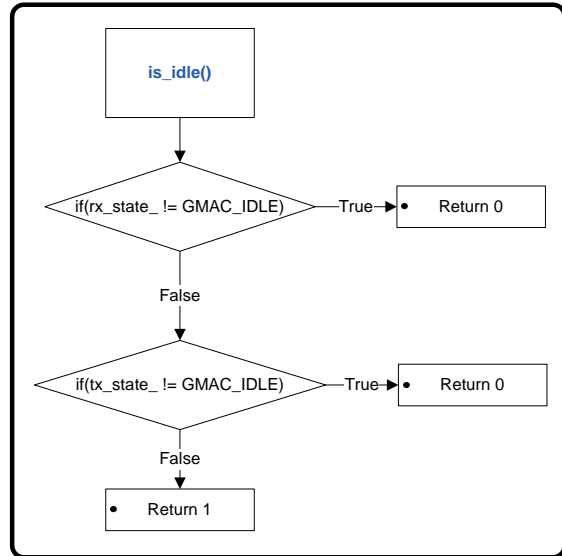 is_idle()
if(rx_state_ != GMAC_IDLE)
True
• Return 0
False
if(tx_state_ != GMAC_IDLE)
True
• Return 0
False
• Return 1